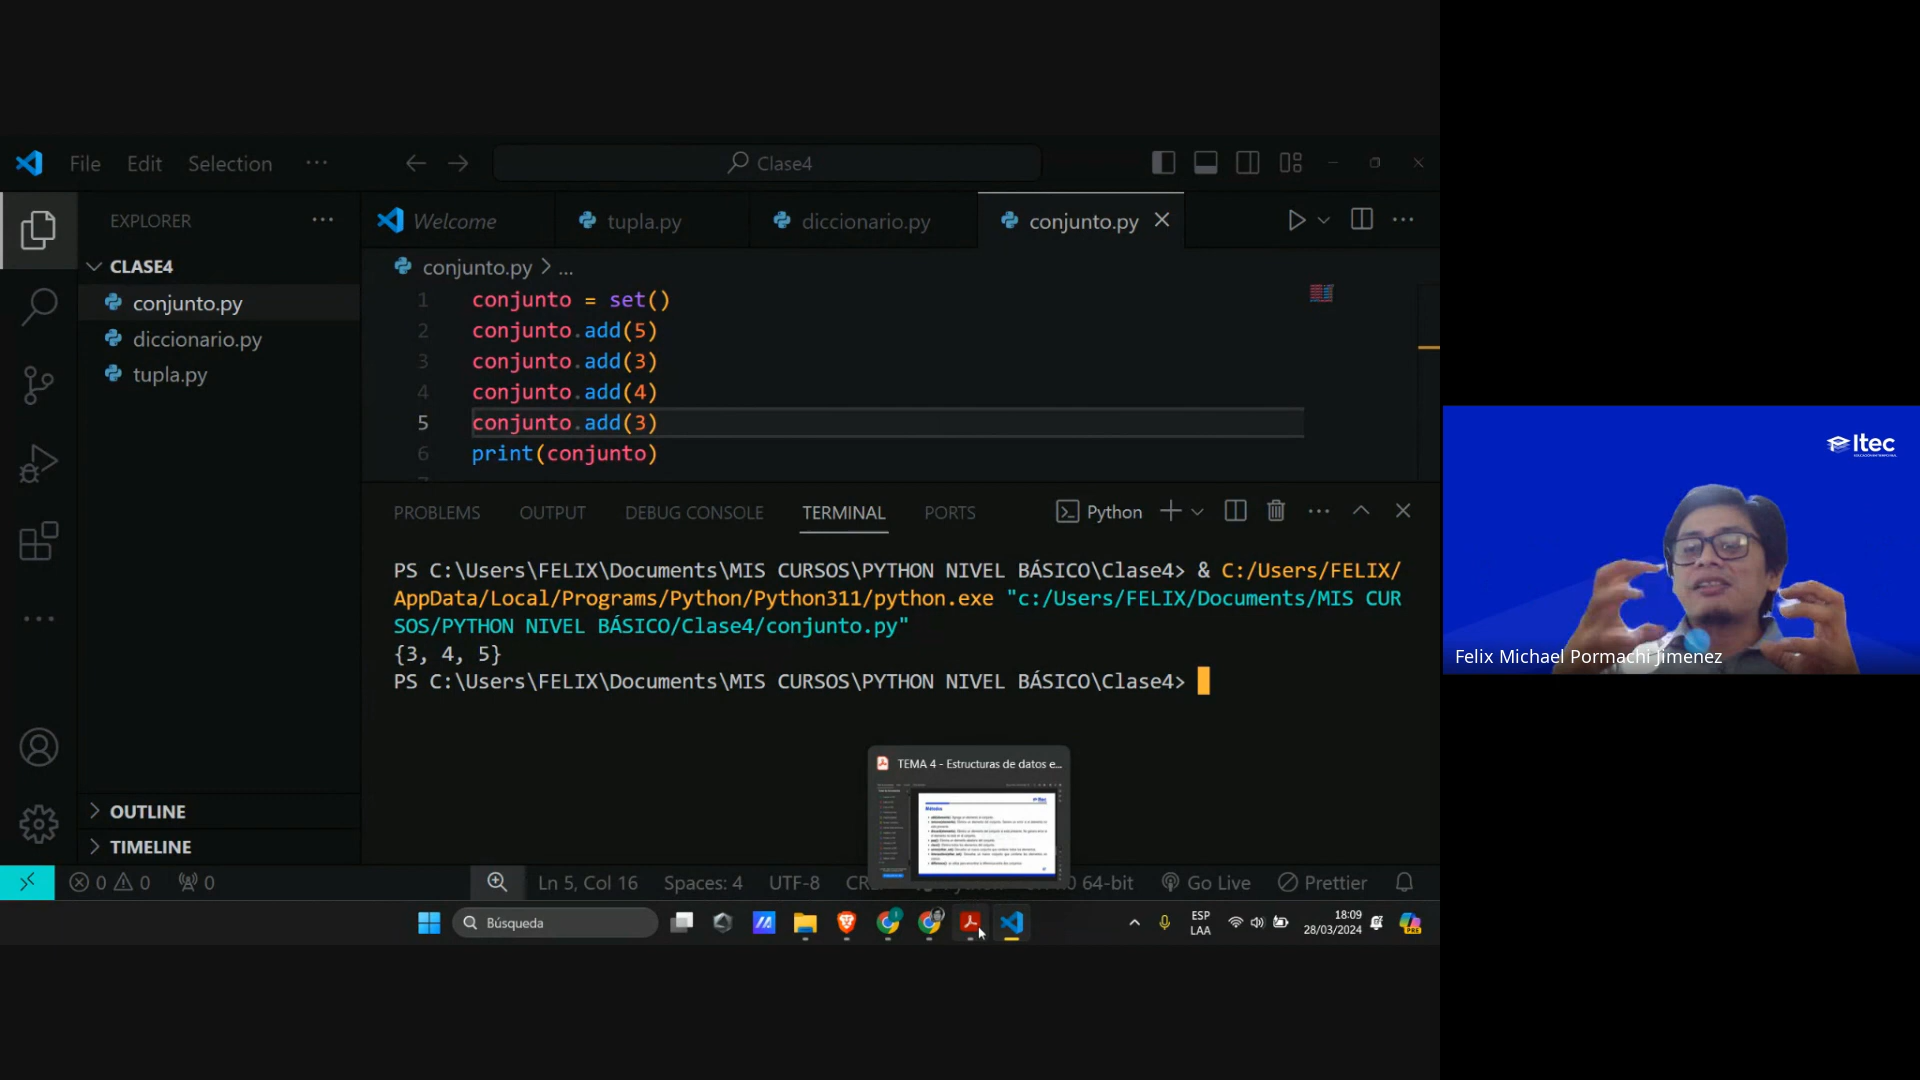 File Edit Selection ...
Clase4
EXPLORER
Welcome
tupla.py
diccionario.py
conjunto.py
CLASE4
conjunto.py
diccionario.py
tupla.py
conjunto.py > ...
1 conjunto = set()
2 conjunto.add(5)
3 conjunto.add(3)
4 conjunto.add(4)
5 conjunto.add(3)
6 print(conjunto)
PROBLEMS OUTPUT DEBUG CONSOLE TERMINAL PORTS
Python
PS C:\Users\FELIX\Documents\MIS CURSOS\PYTHON NIVEL BÁSICO\Clase4> & C:/Users/FELIX/
AppData/Local/Programs/Python/Python311/python.exe "c:/Users/FELIX/Documents/MIS CUR
SOS/PYTHON NIVEL BÁSICO/Clase4/conjunto.py"
{3, 4, 5}
PS C:\Users\FELIX\Documents\MIS CURSOS\PYTHON NIVEL BÁSICO\Clase4>
TEMA 4 - Estructuras de datos e...
Métodos
OUTLINE
TIMELINE
0 0 0
Ln 5, Col 16 Spaces: 4 UTF-8 64-bit Go Live Prettier
Búsqueda
ESP
LAA
18:09
28/03/2024
PRE
Itec
Felix Michael Pormachi Jimenez